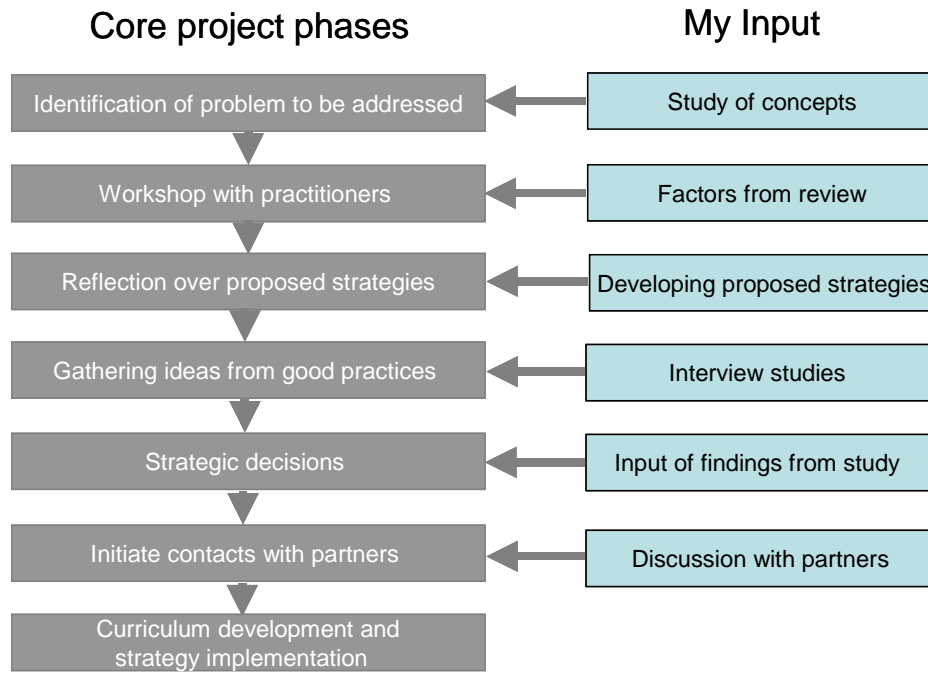 Core project phases
My Input
Identification of problem to be addressed
Study of concepts
Workshop with practitioners
Factors from review
Reflection over proposed strategies
Developing proposed strategies
Gathering ideas from good practices
Interview studies
Strategic decisions
Input of findings from study
Initiate contacts with partners
Discussion with partners
Curriculum development and
strategy implementation